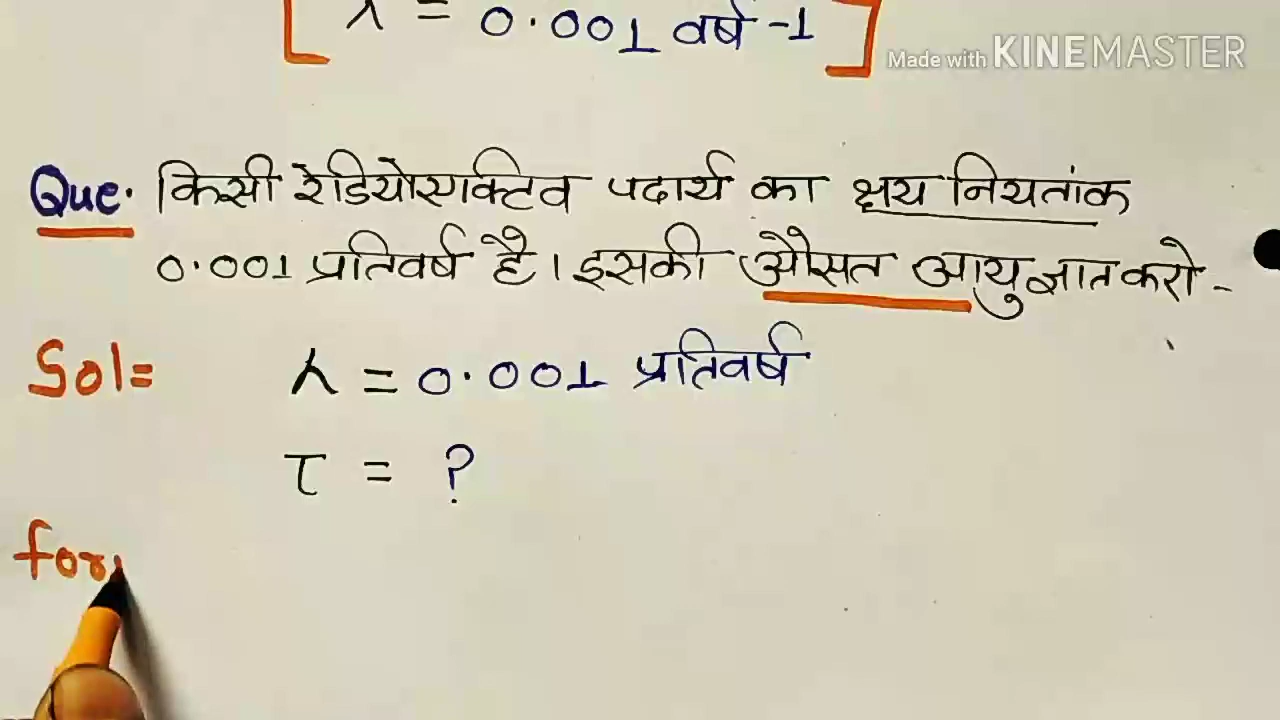 λ = 0.001 वर्ष -1
Made with KINEMASTER
Que. किसी रेडियोएक्टिव पदार्थ का क्षय नियतांक
0.001 प्रतिवर्ष है। इसकी औसत आयु ज्ञात करो -
Sol= λ = 0.001 प्रतिवर्ष
τ = ?
for